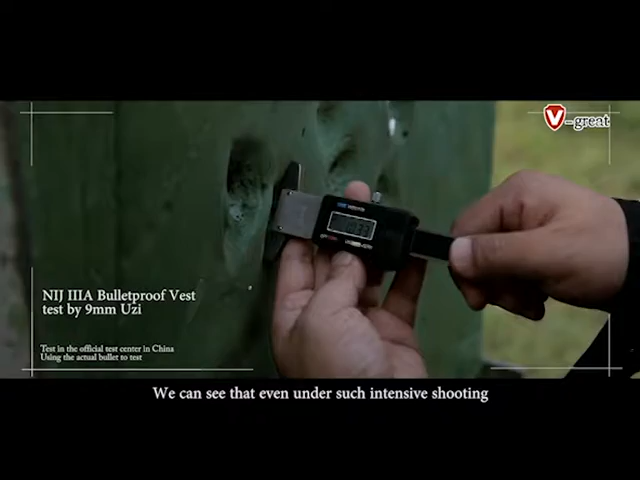 V-great
NIJ IIIA Bulletproof Vest
test by 9mm Uzi
Test in the official test center in China
Using the actual bullet to test
We can see that even under such intensive shooting